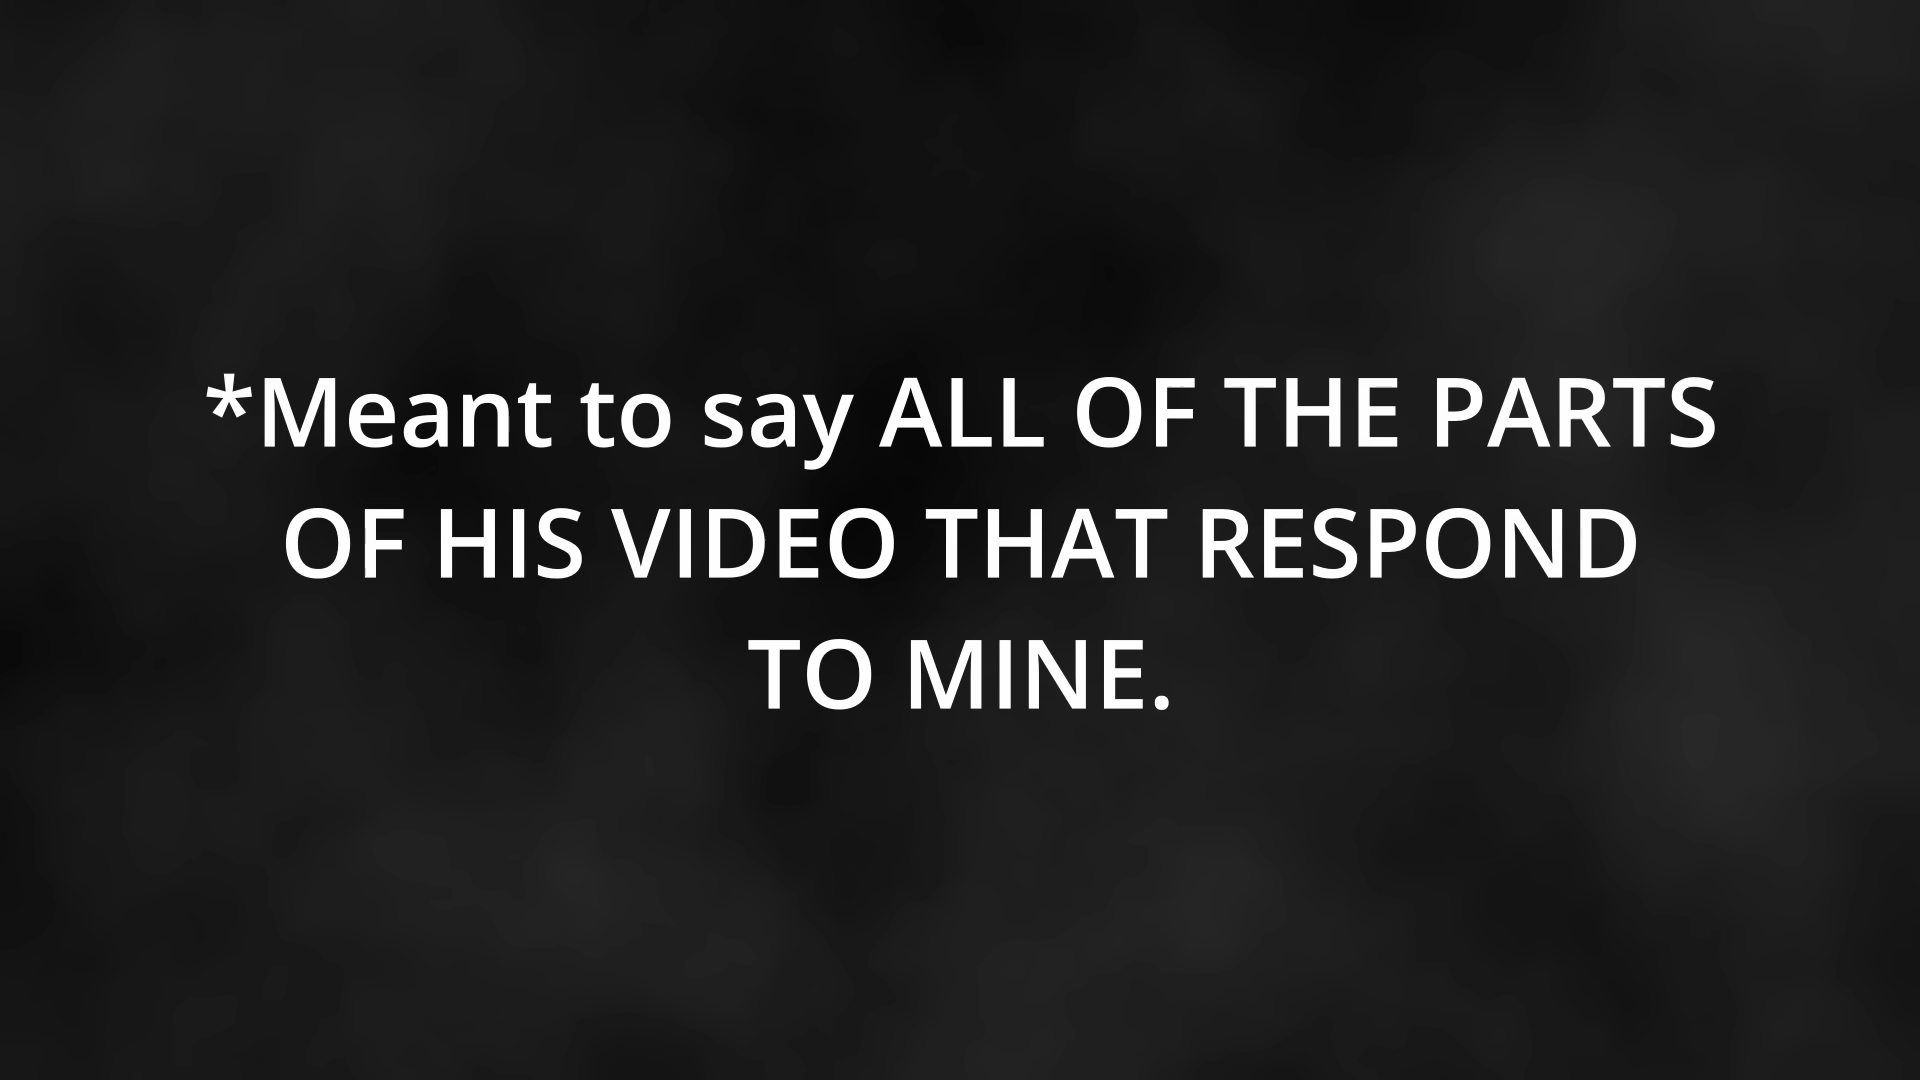 *Meant to say ALL OF THE PARTS
OF HIS VIDEO THAT RESPOND
TO MINE.